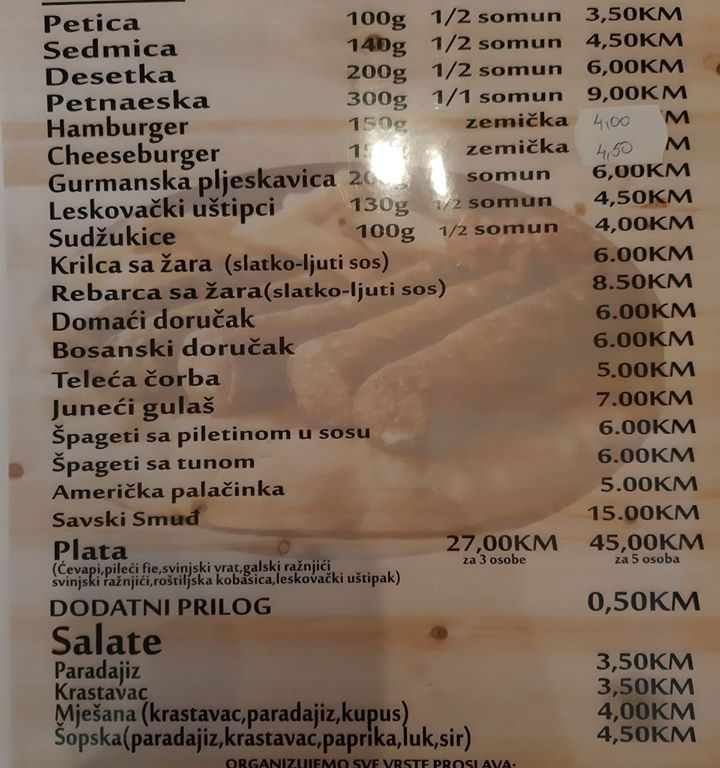 Petica 100g 1/2 somun 3,50KM
Sedmica 140g 1/2 somun 4,50KM
Desetka 200g 1/2 somun 6,00KM
Petnaeska 300g 1/1 somun 9,00KM
Hamburger 150g zemička 4,00 M
Cheeseburger zemička 4,50 M
Gurmanska pljeskavica somun 6,00KM
Leskovački uštipci 130g 1/2 somun 4,50KM
Sudžukice 100g 1/2 somun 4,00KM
Krilca sa žara (slatko-ljuti sos) 6.00KM
Rebarca sa žara(slatko-ljuti sos) 8.50KM
Domaći doručak 6.00KM
Bosanski doručak 6.00KM
Teleća čorba 5.00KM
Juneći gulaš 7.00KM
Špageti sa piletinom u sosu 6.00KM
Špageti sa tunom 6.00KM
Američka palačinka 5.00KM
Savski Smuđ 15.00KM
Plata 27,00KM 45,00KM
za 3 osobe za 5 osoba
(Ćevapi,pileći fie,svinjski vrat,galski ražnjići
svinjski ražnjići,roštiljska kobasica,leskovački uštipak)
DODATNI PRILOG 0,50KM
Salate
Paradajiz 3,50KM
Krastavac 3,50KM
Mješana (krastavac,paradajiz,kupus) 4,00KM
Šopska(paradajiz,krastavac,paprika,luk,sir) 4,50KM
ORGANIZUJEMO SVE VRSTE PROSLAVA: